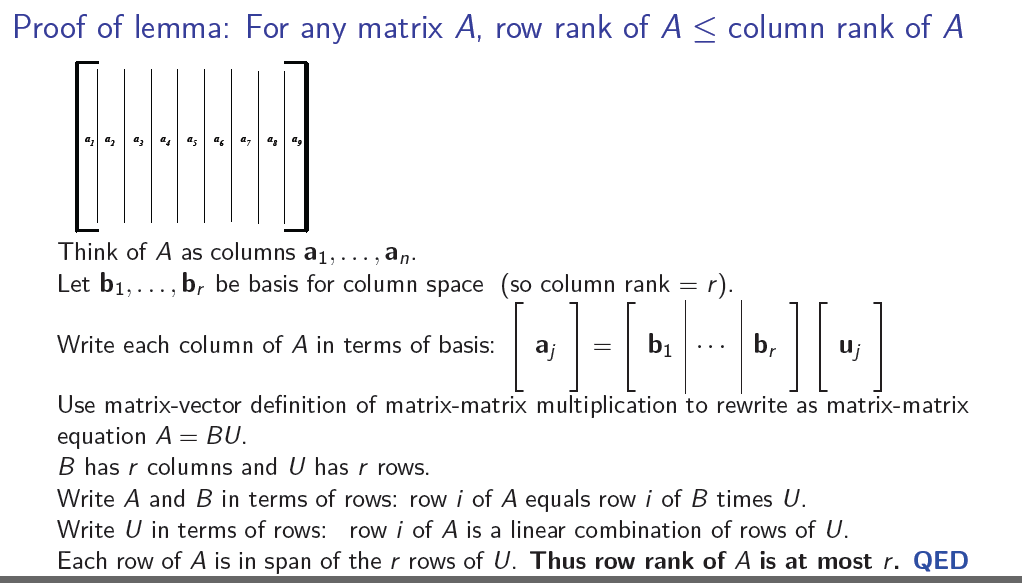 Proof of lemma: For any matrix A, row rank of A ≤ column rank of A
a₁ a₂ a₃ a₄ a₅ a₆ a₇ a₈ a₉
Think of A as columns a₁, . . . , aₙ.
Let b₁, . . . , bᵣ be basis for column space (so column rank = r).
Write each column of A in terms of basis: [ aⱼ ] = [ b₁ | ⋯ | bᵣ ] [ uⱼ ]
Use matrix-vector definition of matrix-matrix multiplication to rewrite as matrix-matrix
equation A = BU.
B has r columns and U has r rows.
Write A and B in terms of rows: row i of A equals row i of B times U.
Write U in terms of rows: row i of A is a linear combination of rows of U.
Each row of A is in span of the r rows of U. Thus row rank of A is at most r. QED